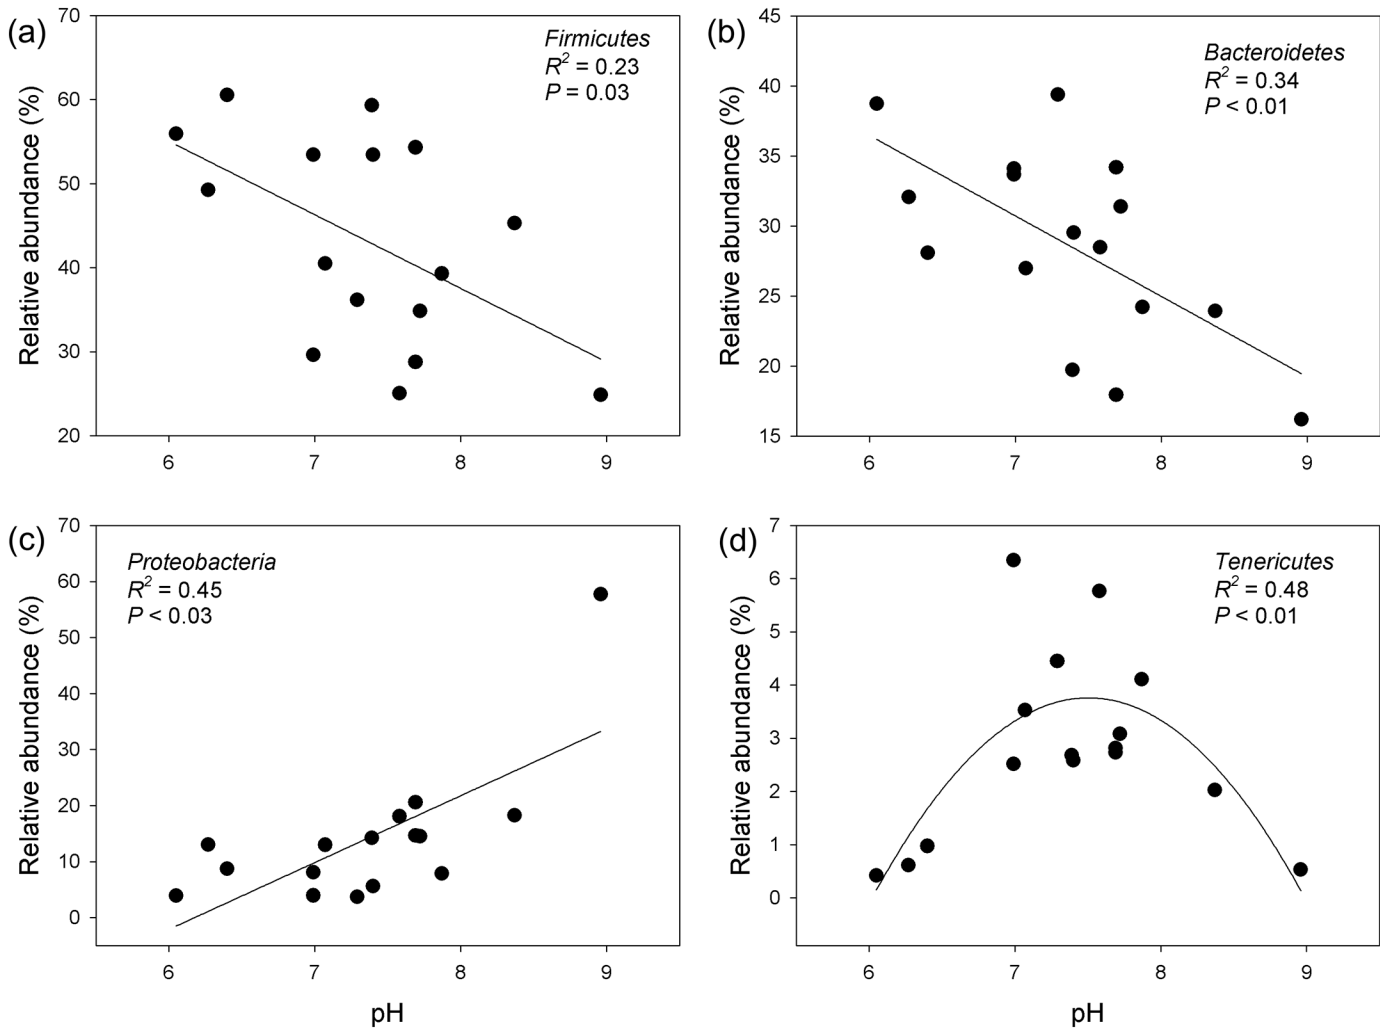 (a)
Firmicutes
R² = 0.23
P = 0.03
Relative abundance (%)
70
60
50
40
30
20
6 7 8 9
(b)
Bacteroidetes
R² = 0.34
P < 0.01
Relative abundance (%)
45
40
35
30
25
20
15
6 7 8 9
(c)
Proteobacteria
R² = 0.45
P < 0.03
Relative abundance (%)
70
60
50
40
30
20
10
0
6 7 8 9
pH
(d)
Tenericutes
R² = 0.48
P < 0.01
Relative abundance (%)
7
6
5
4
3
2
1
0
6 7 8 9
pH